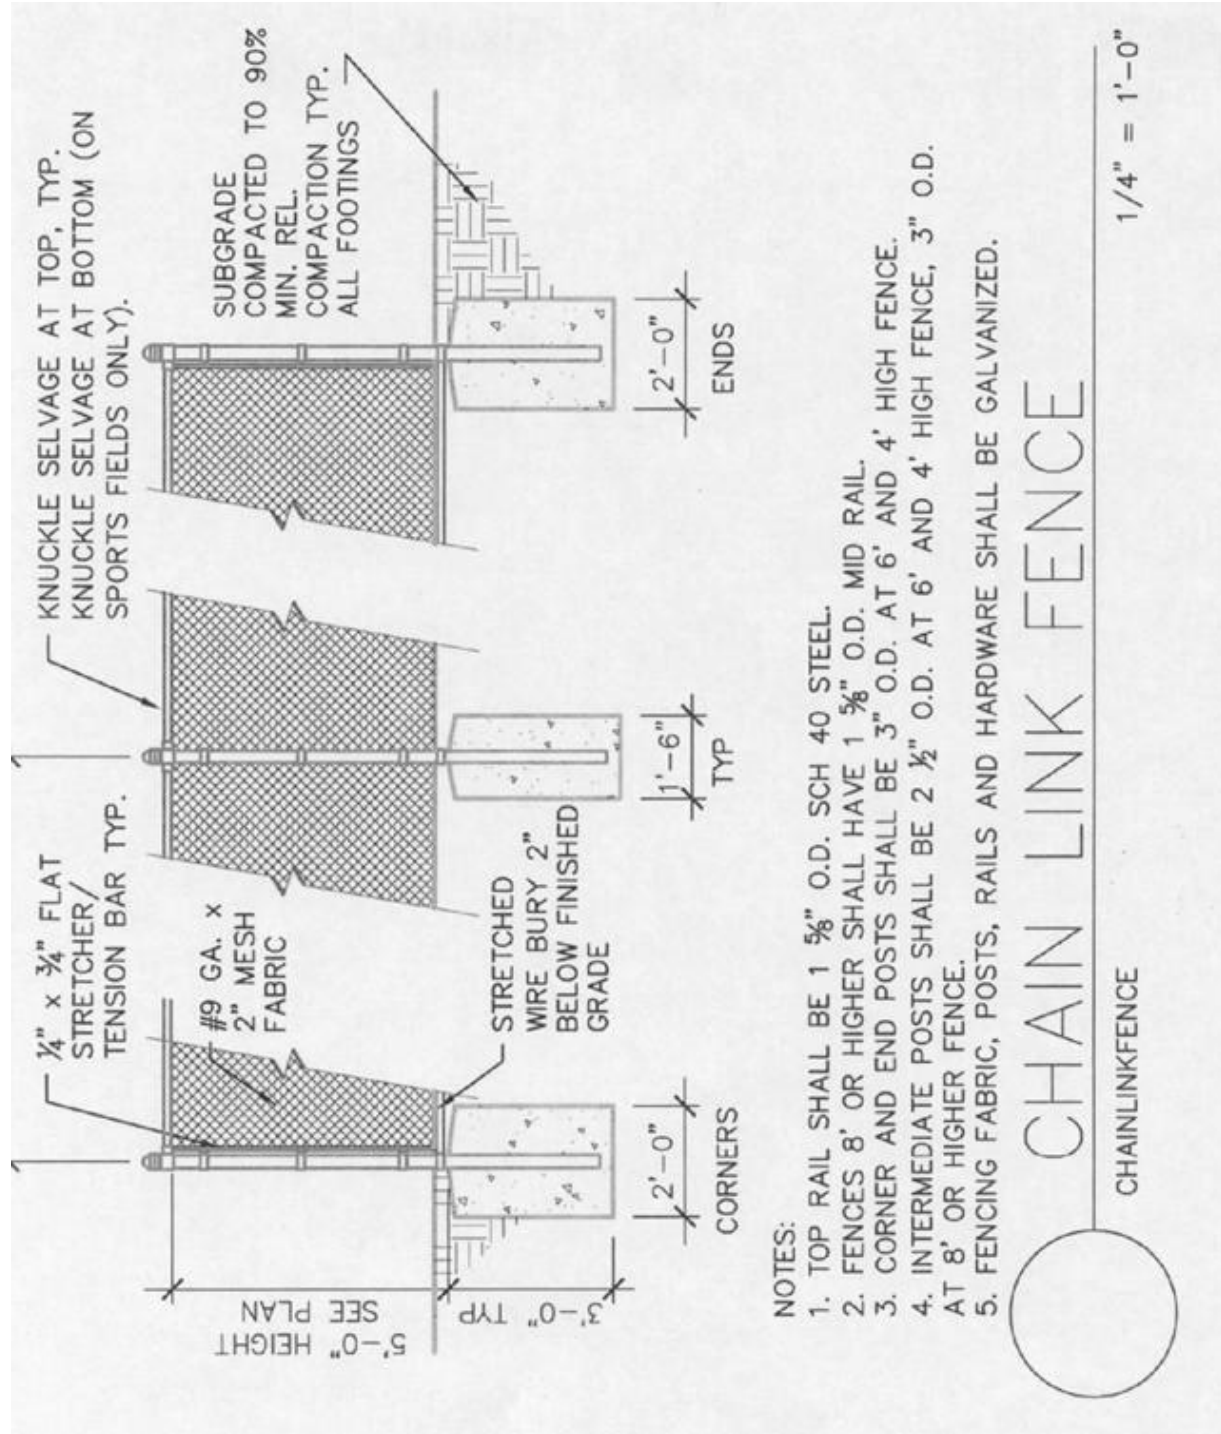 KNUCKLE SELVAGE AT TOP, TYP.
KNUCKLE SELVAGE AT BOTTOM (ON
SPORTS FIELDS ONLY).
¼" x ¾" FLAT
STRETCHER/
TENSION BAR TYP.
SUBGRADE
COMPACTED TO 90%
MIN. REL.
COMPACTION TYP.
ALL FOOTINGS
#9 GA. x
2" MESH
FABRIC
5'-0" HEIGHT
SEE PLAN
3'-0" TYP
STRETCHED
WIRE BURY 2"
BELOW FINISHED
GRADE
2'-0"
CORNERS
1'-6"
TYP
2'-0"
ENDS
NOTES:
1. TOP RAIL SHALL BE 1 ⅝" O.D. SCH 40 STEEL.
2. FENCES 8' OR HIGHER SHALL HAVE 1 ⅝" O.D. MID RAIL.
3. CORNER AND END POSTS SHALL BE 3" O.D. AT 6' AND 4' HIGH FENCE.
4. INTERMEDIATE POSTS SHALL BE 2 ½" O.D. AT 6' AND 4' HIGH FENCE, 3" O.D.
AT 8' OR HIGHER FENCE.
5. FENCING FABRIC, POSTS, RAILS AND HARDWARE SHALL BE GALVANIZED.
CHAIN LINK FENCE
CHAINLINKFENCE
1/4" = 1'-0"